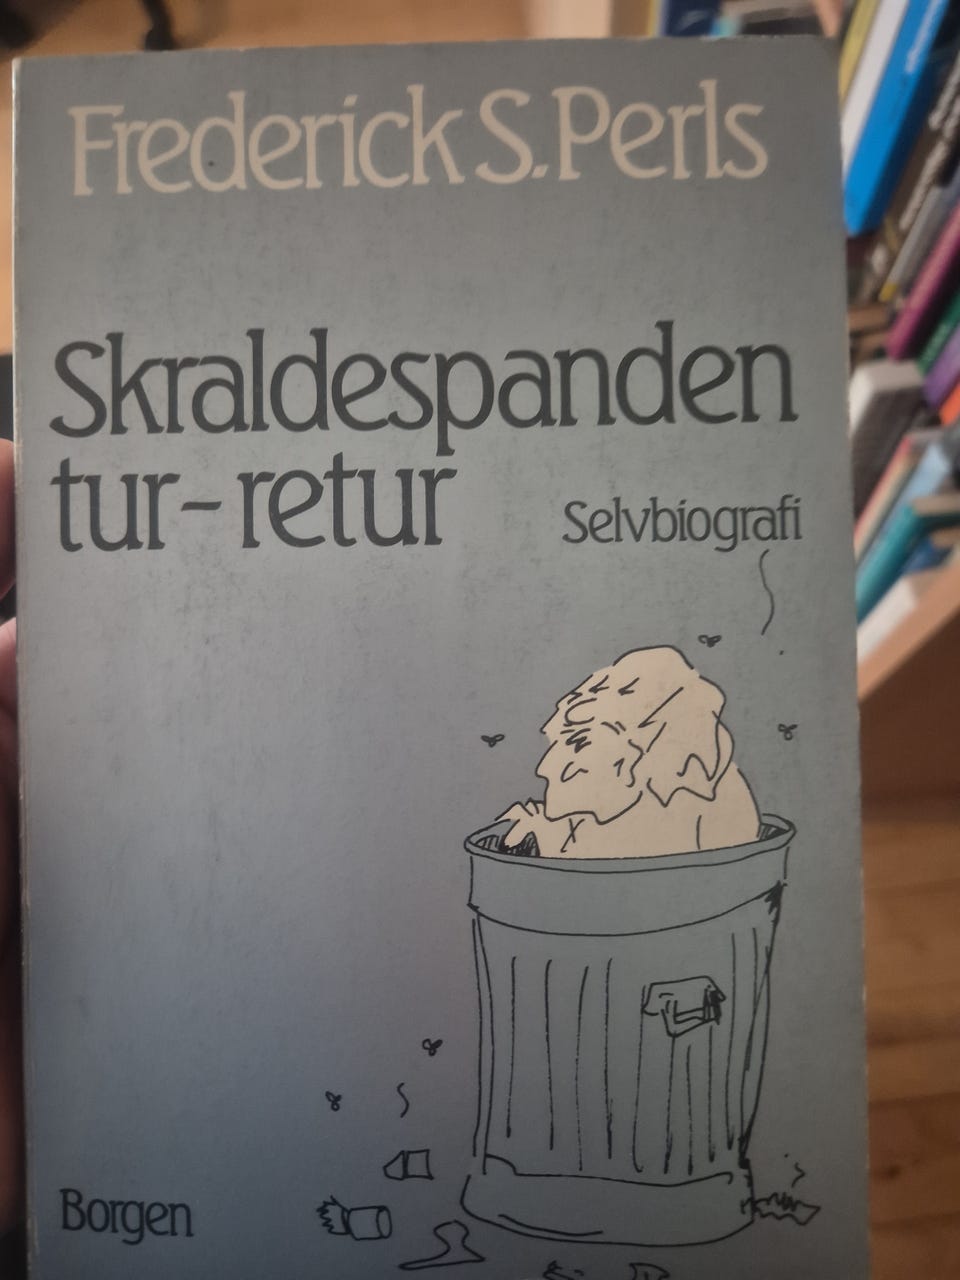 Frederick S. Perls
Skraldespanden
tur-retur
Selvbiografi
Borgen